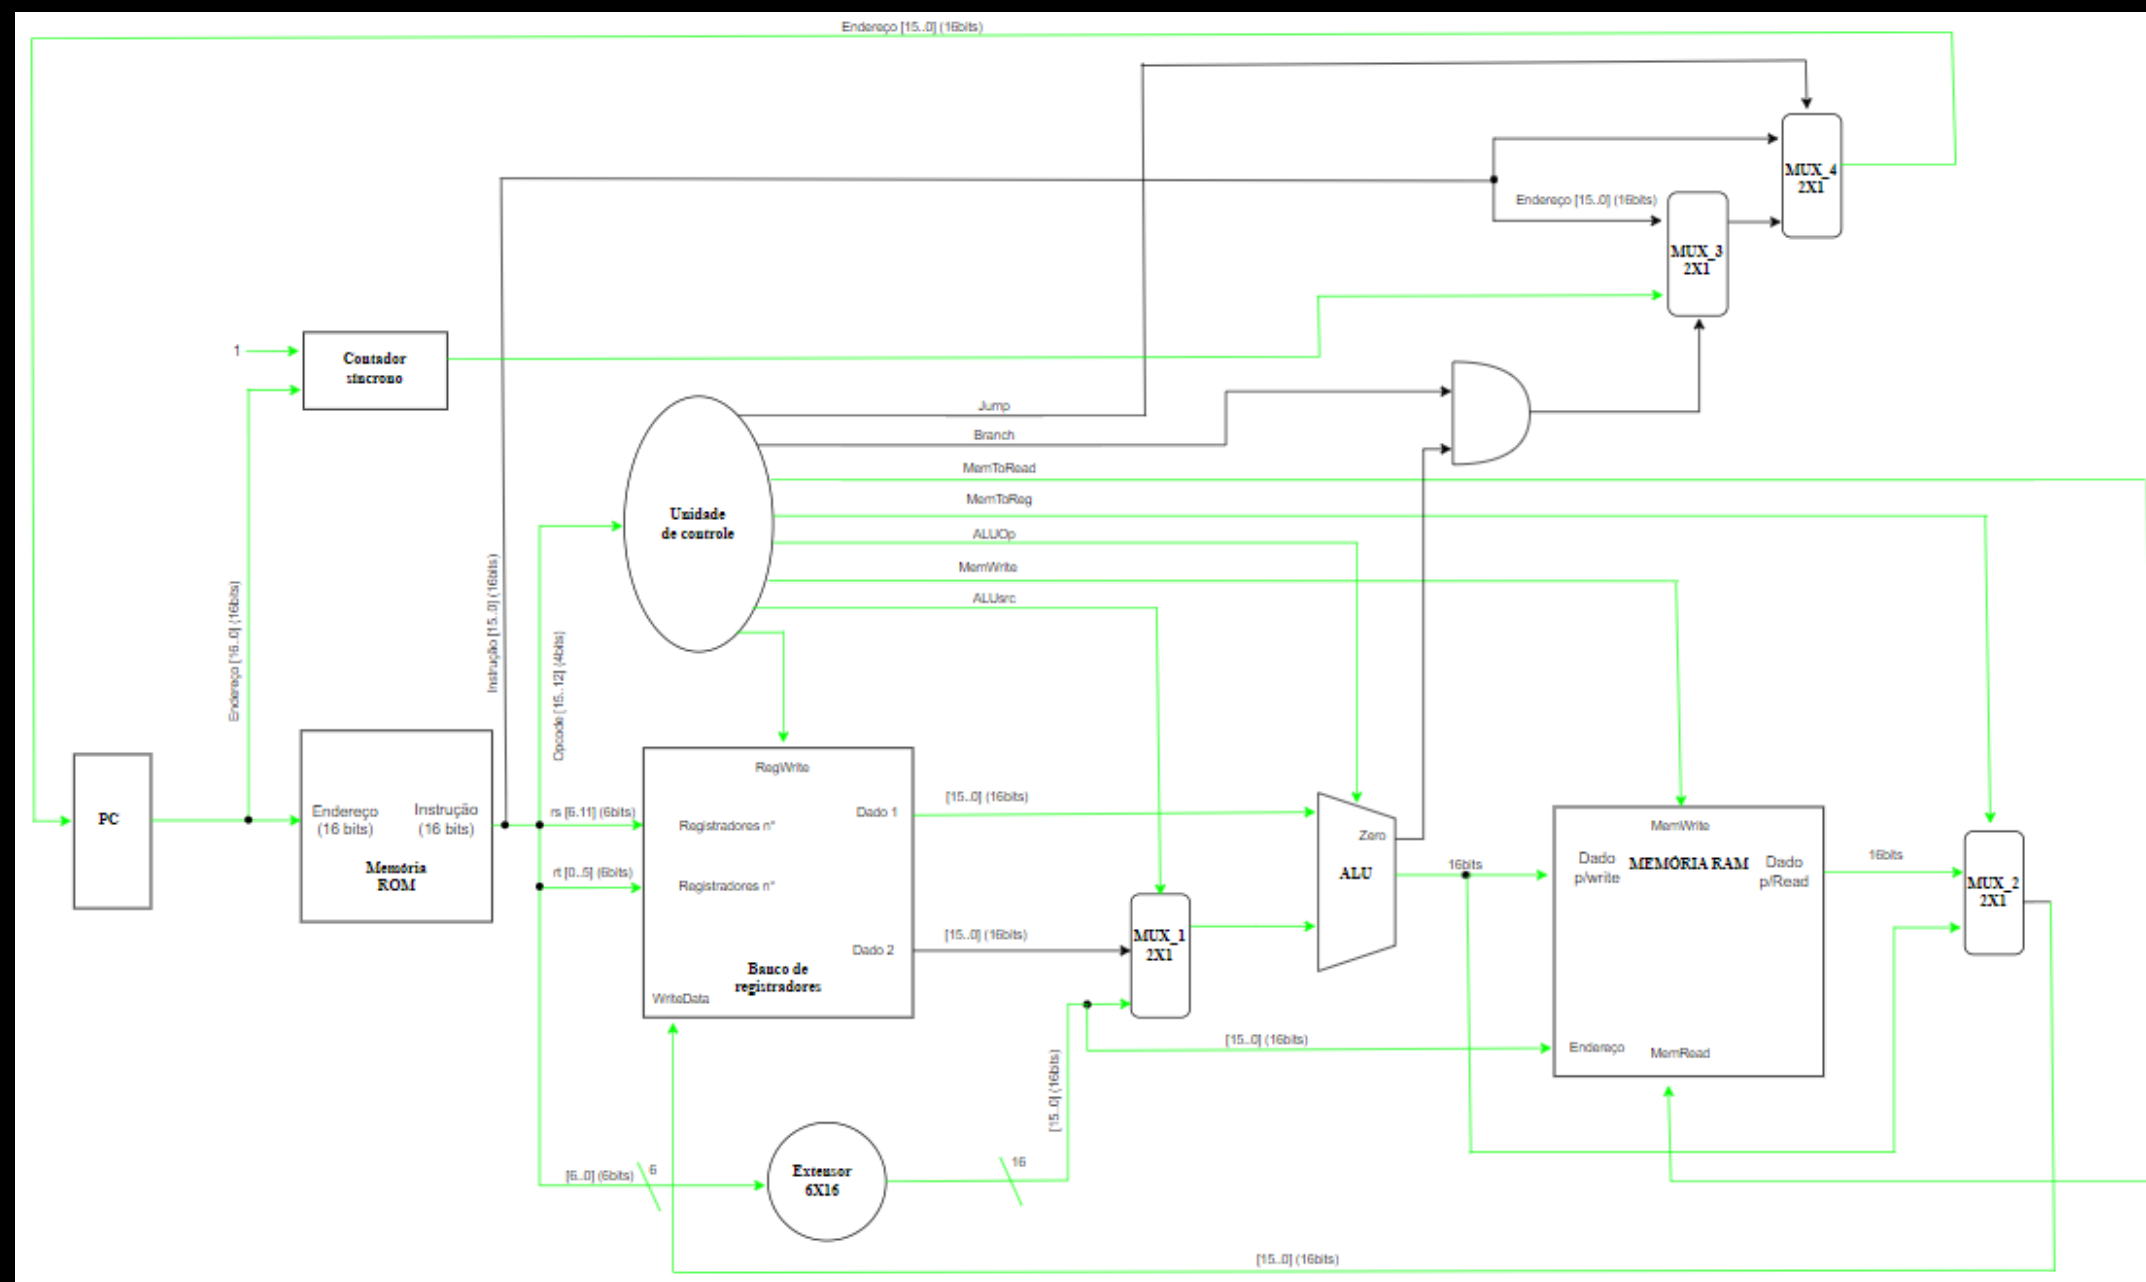 Endereço [15..0] (16bits)
MUX_4
2X1
Endereço [15..0] (16bits)
MUX_3
2X1
1
Contador
síncrono
Jump
Branch
MemToRead
MemToReg
ALUOp
MemWrite
ALUsrc
Unidade
de controle
Endereço [16..0] (16bits)
Instrução [15..0] (16bits)
Opcode [15..12] (4bits)
PC
Endereço
(16 bits)
Instrução
(16 bits)
Memória
ROM
rs [6.11] (6bits)
rt [0..5] (6bits)
RegWrite
Registradores n°
Registradores n°
Dado 1
Dado 2
Banco de
registradores
WriteData
[15..0] (16bits)
[15..0] (16bits)
MUX_1
2X1
Zero
ALU
16bits
MemWrite
Dado
p/write
MEMÓRIA RAM
Dado
p/Read
Endereço
MemRead
16bits
MUX_2
2X1
[15..0] (16bits)
[15..0] (16bits)
[6..0] (6bits)
6
Extensor
6X16
16
[15..0] (16bits)